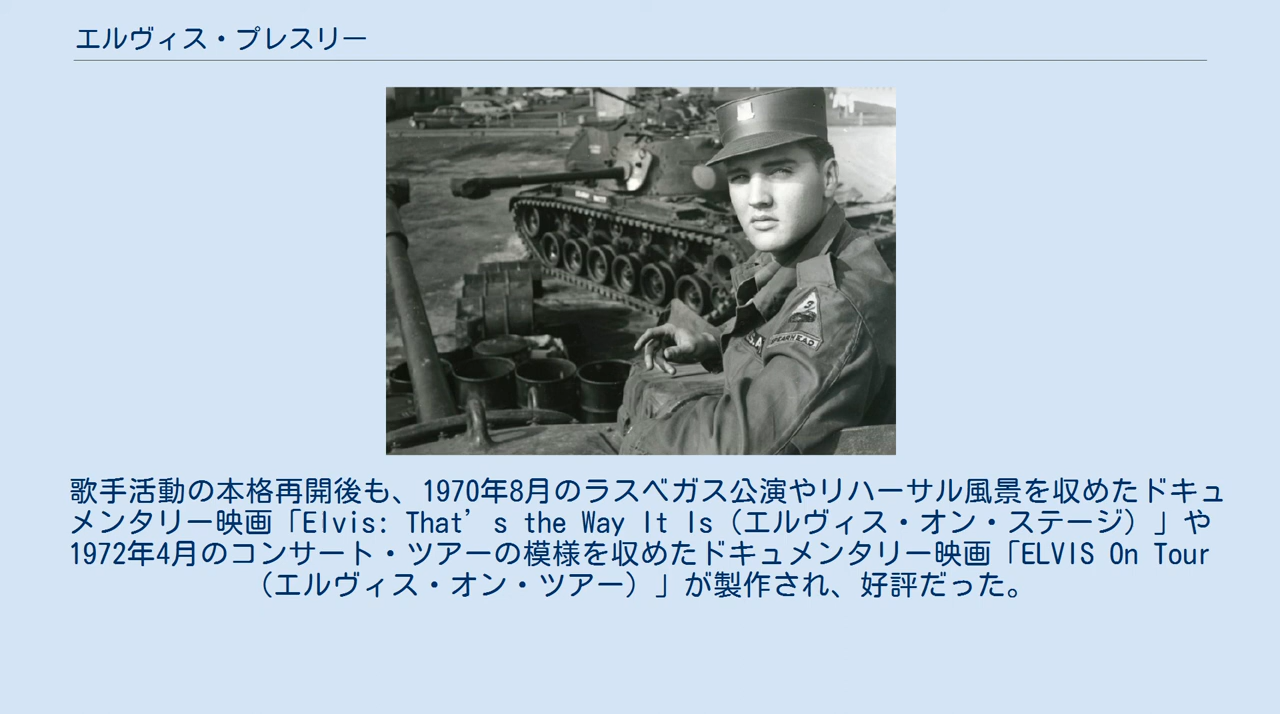 エルヴィス・プレスリー
3
SPEARHEAD
歌手活動の本格再開後も、1970年8月のラスベガス公演やリハーサル風景を収めたドキュ
メンタリー映画「Elvis: That’s the Way It Is（エルヴィス・オン・ステージ）」や
1972年4月のコンサート・ツアーの模様を収めたドキュメンタリー映画「ELVIS On Tour
（エルヴィス・オン・ツアー）」が製作され、好評だった。